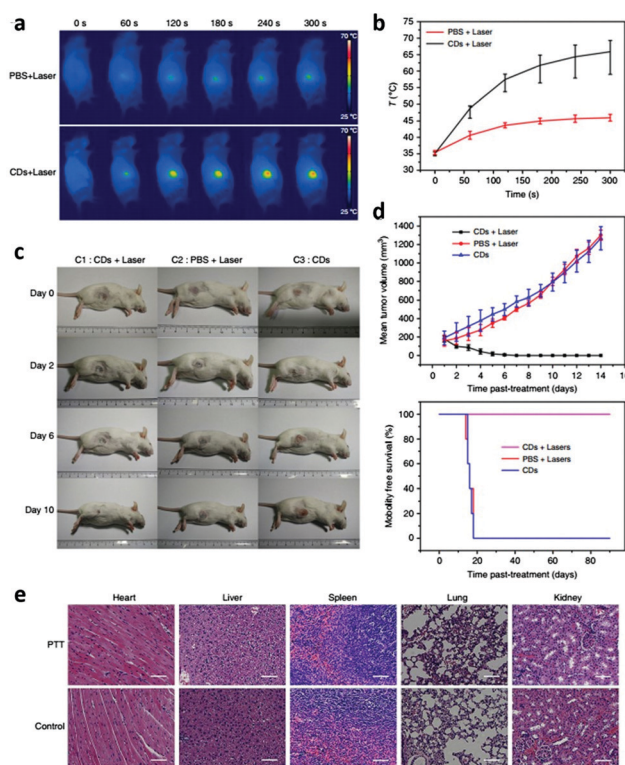 a
0 s 60 s 120 s 180 s 240 s 300 s
PBS+Laser
CDs+Laser
70 °C
25 °C
70 °C
25 °C
b
PBS + Laser
CDs + Laser
T (°C)
75
70
65
60
55
50
45
40
35
30
0 50 100 150 200 250 300
Time (s)
c
C1 : CDs + Laser C2 : PBS + Laser C3 : CDs
Day 0
Day 2
Day 6
Day 10
d
CDs + Laser
PBS + Laser
CDs
Mean tumor volume (mm³)
1400
1200
1000
800
600
400
200
0
0 2 4 6 8 10 12 14 16
Time past-treatment (days)
Mobolity free survival (%)
100
80
60
40
20
0
CDs + Lasers
PBS + Lasers
CDs
0 20 40 60 80
Time past-treatment (days)
e
Heart Liver Spleen Lung Kidney
PTT
Control